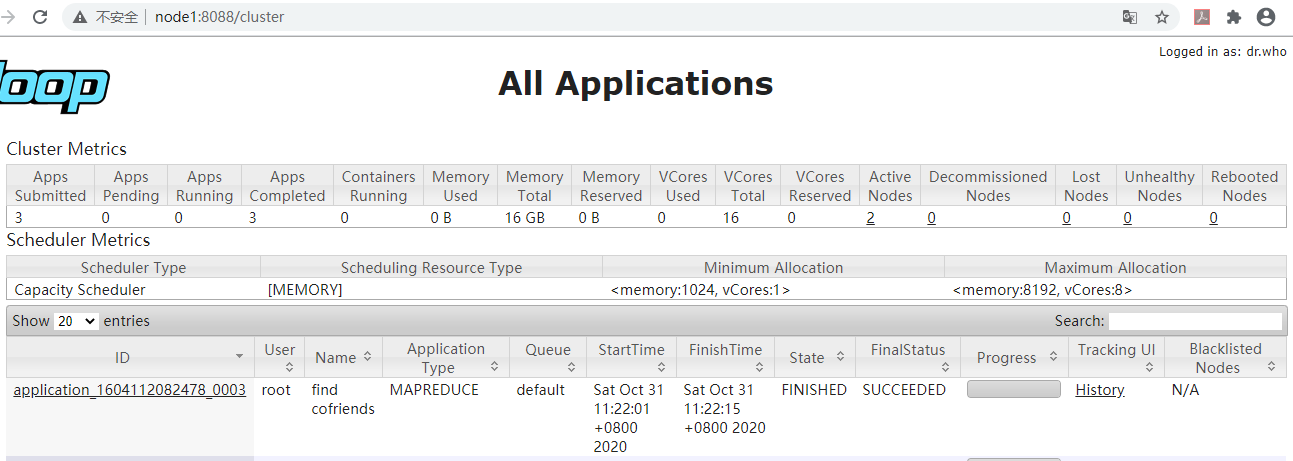 不安全 node1:8088/cluster
Logged in as: dr.who
loop
All Applications
Cluster Metrics
Apps Submitted Apps Pending Apps Running Apps Completed Containers Running Memory Used Memory Total Memory Reserved VCores Used VCores Total VCores Reserved Active Nodes Decommissioned Nodes Lost Nodes Unhealthy Nodes Rebooted Nodes
3 0 0 3 0 0 B 16 GB 0 B 0 16 0 2 0 0 0 0
Scheduler Metrics
Scheduler Type Scheduling Resource Type Minimum Allocation Maximum Allocation
Capacity Scheduler [MEMORY] <memory:1024, vCores:1> <memory:8192, vCores:8>
Show 20 entries Search:
ID User Name Application Type Queue StartTime FinishTime State FinalStatus Progress Tracking UI Blacklisted Nodes
application_1604112082478_0003 root find cofriends MAPREDUCE default Sat Oct 31 11:22:01 +0800 2020 Sat Oct 31 11:22:15 +0800 2020 FINISHED SUCCEEDED History N/A